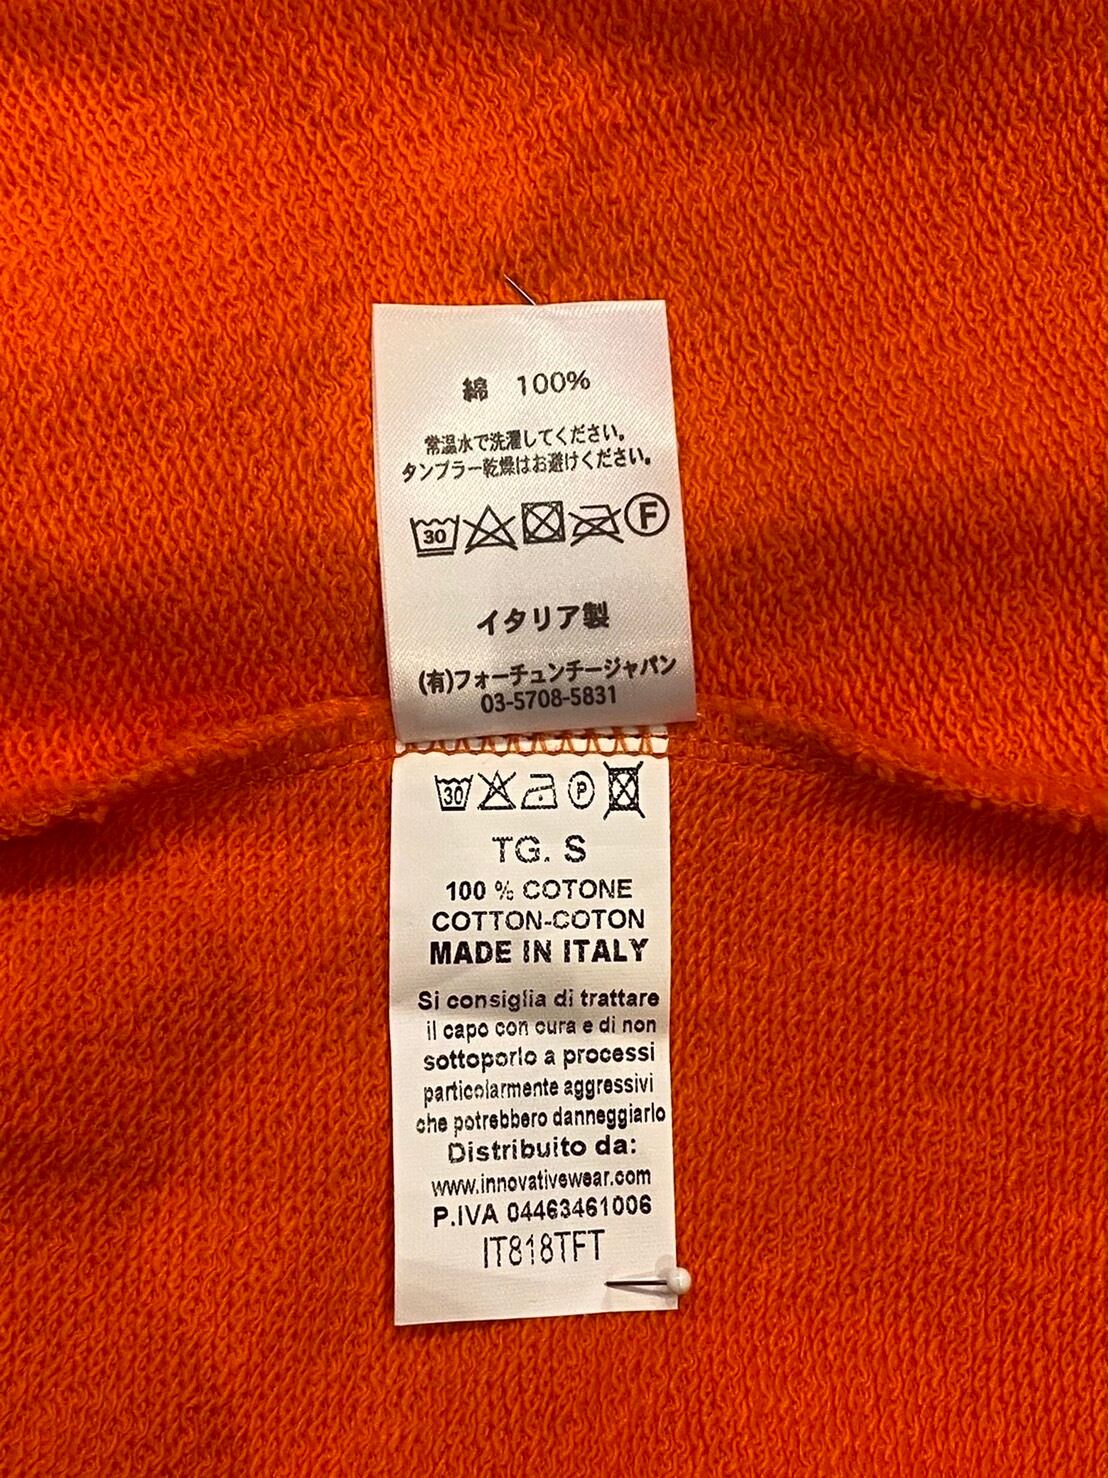 綿 100%
常温水で洗濯してください。
タンブラー乾燥はお避けください。
30 F
イタリア製
(有)フォーチュンチージャパン
03-5708-5831
30 P
TG. S
100 % COTONE
COTTON-COTON
MADE IN ITALY
Si consiglia di trattare
il capo con cura e di non
sottoporlo a processi
particolarmente aggressivi
che potrebbero danneggiarlo
Distribuito da:
www.innovativewear.com
P.IVA 04463461006
IT818TFT